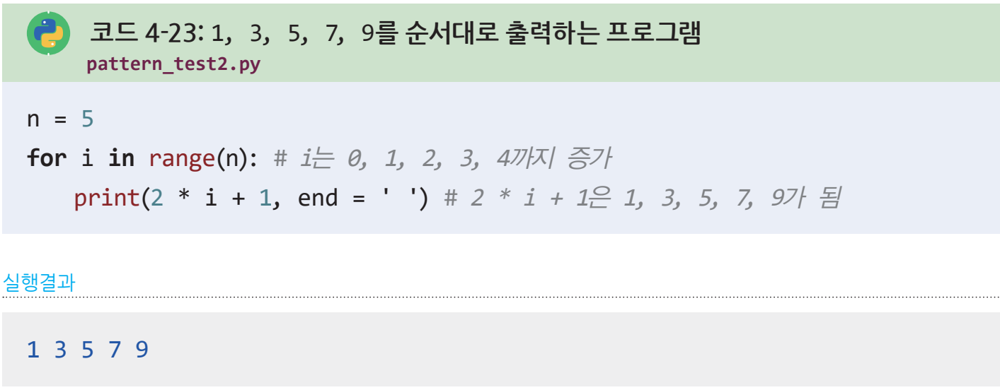 코드 4-23: 1, 3, 5, 7, 9를 순서대로 출력하는 프로그램
pattern_test2.py
n = 5
for i in range(n): # i는 0, 1, 2, 3, 4까지 증가
    print(2 * i + 1, end = ' ') # 2 * i + 1은 1, 3, 5, 7, 9가 됨
실행결과
1 3 5 7 9